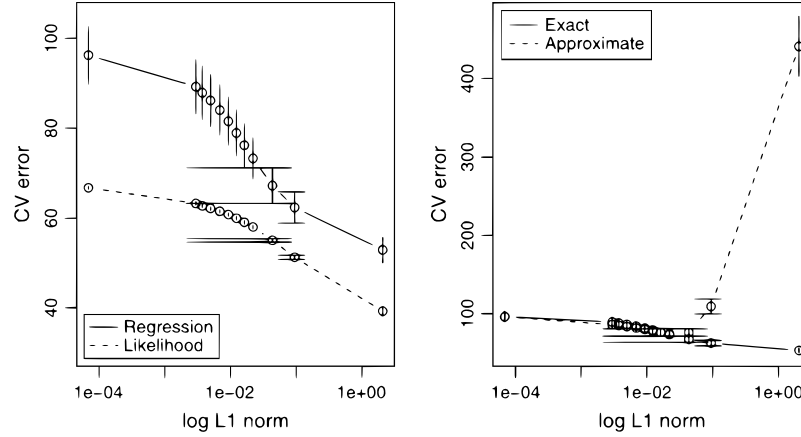 100
80
60
40
CV error
Regression
Likelihood
1e−04
1e−02
1e+00
log L1 norm
Exact
Approximate
400
300
200
100
CV error
1e−04
1e−02
1e+00
log L1 norm